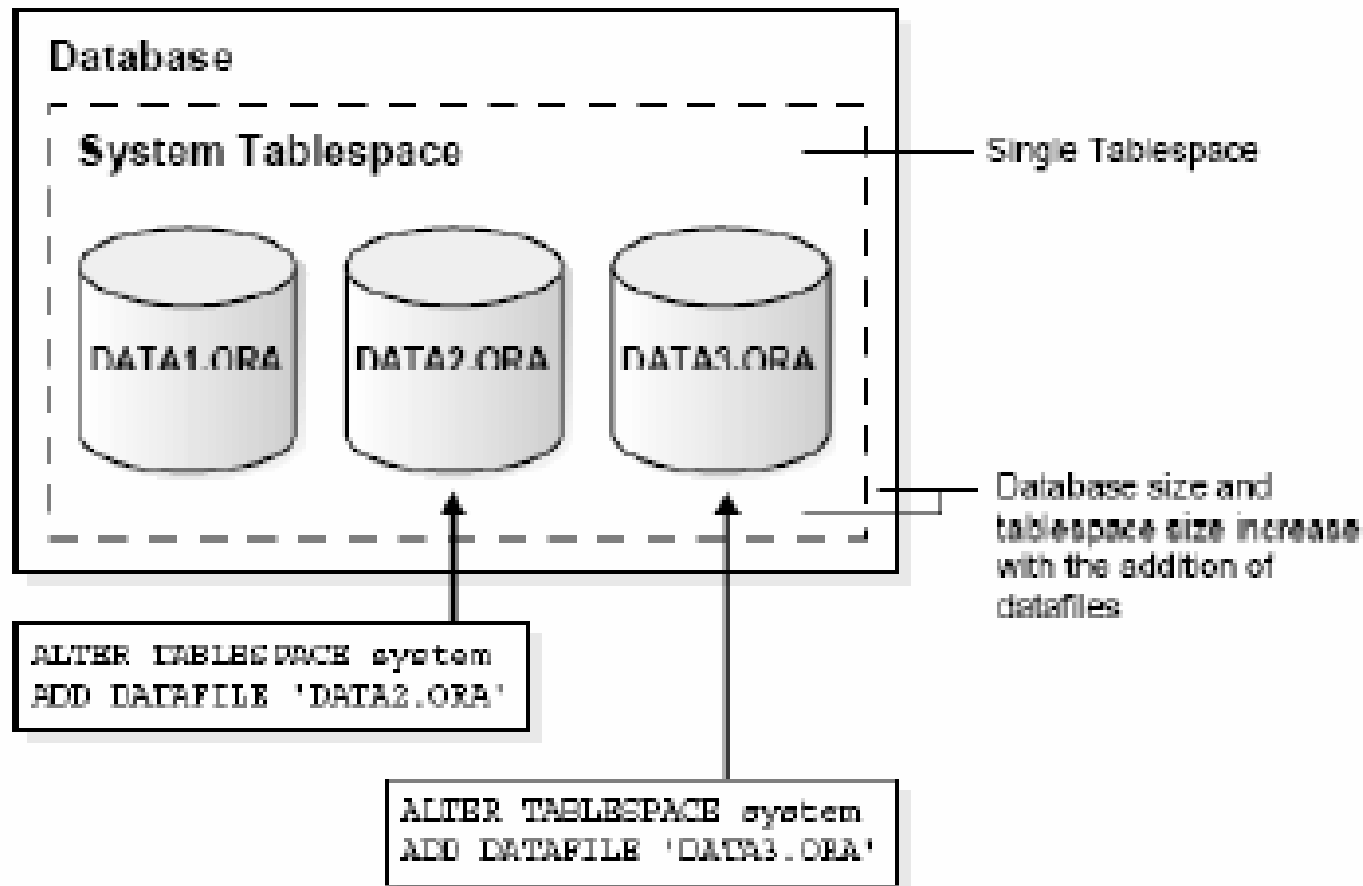 Database
System Tablespace
Single Tablespace
DATA1.ORA
DATA2.ORA
DATA3.ORA
Database size and
tablespace size increase
with the addition of
datafiles
ALTER TABLESPACE system
ADD DATAFILE 'DATA2.ORA'
ALTER TABLESPACE system
ADD DATAFILE 'DATA3.ORA'